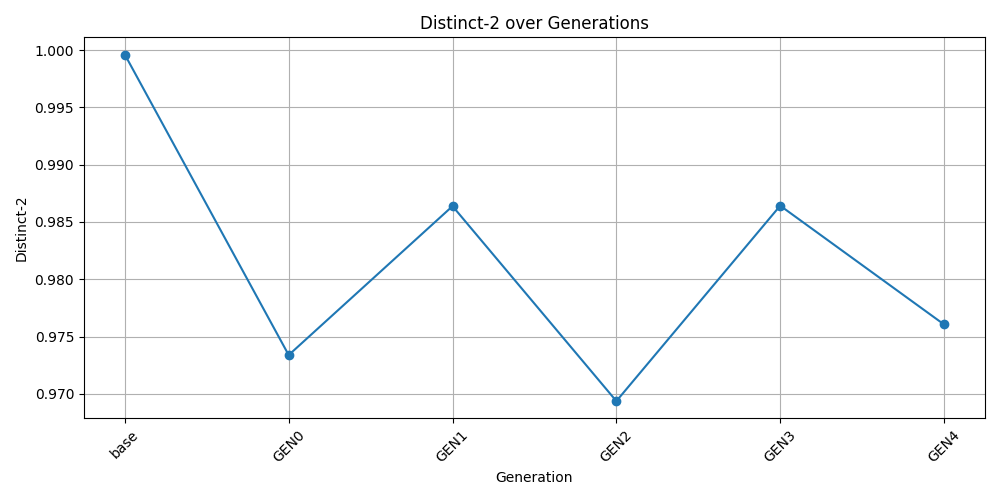 Distinct-2 over Generations
1.000
0.995
0.990
0.985
0.980
0.975
0.970
Distinct-2
base
GEN0
GEN1
GEN2
GEN3
GEN4
Generation